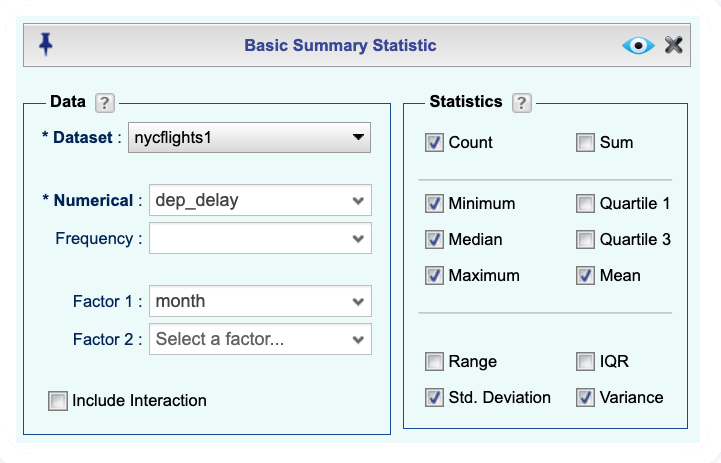 Basic Summary Statistic
Data ?
* Dataset : nycflights1
* Numerical : dep_delay
Frequency :
Factor 1 : month
Factor 2 : Select a factor...
Include Interaction
Statistics ?
Count Sum
Minimum Quartile 1
Median Quartile 3
Maximum Mean
Range IQR
Std. Deviation Variance